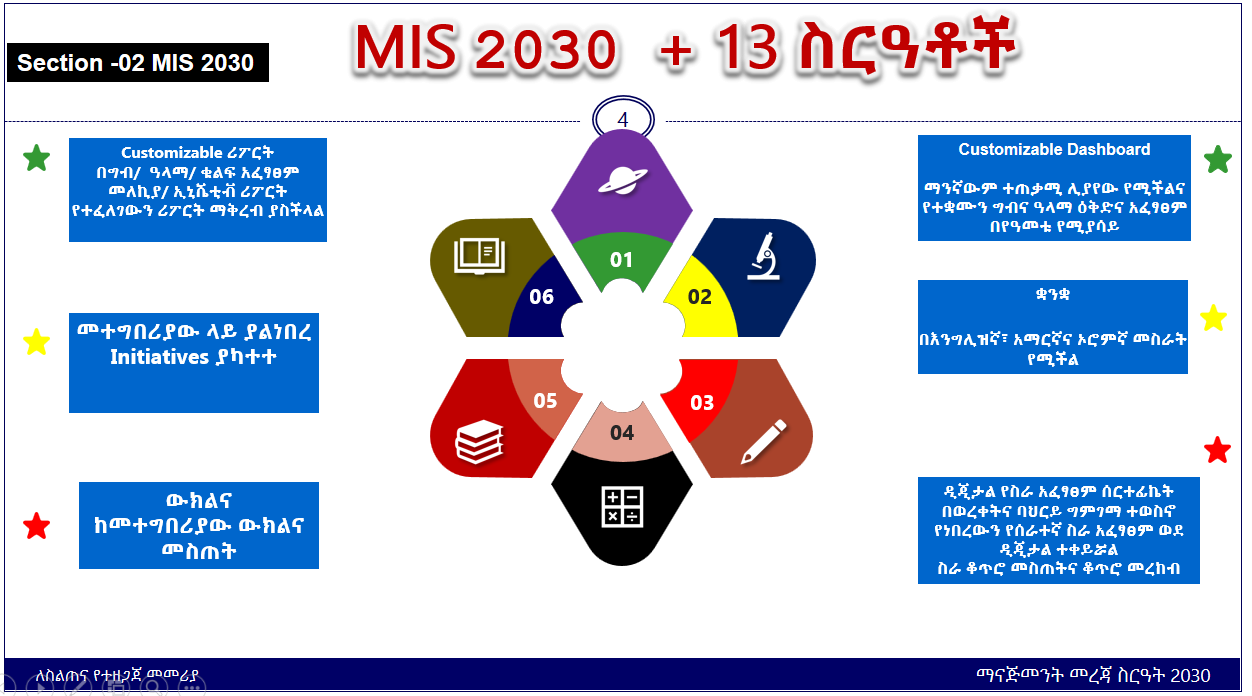 MIS 2030 + 13 ስርዓቶች
Section -02 MIS 2030
4
Customizable ሪፖርት
በግብ/ ዓላማ/ ቁልፍ አፈፃፀም
መለኪያ/ ኢኒሼቲቭ ሪፖርት
የተፈለገውን ሪፖርት ማቅረብ ያስችላል
መተግበሪያው ላይ ያልነበረ
Initiatives ያካተተ
ውክልና
ከመተግበሪያው ውክልና
መስጠት
01
02
03
04
05
06
Customizable Dashboard
ማንኛውም ተጠቃሚ ሊያየው የሚችልና
የተቋሙን ግብና ዓላማ ዕቅድና አፈፃፀም
በየዓመቱ የሚያሳይ
ቋንቋ
በእንግሊዝኛ፣ አማርኛና ኦሮምኛ መስራት
የሚችል
ዲጂታል የስራ አፈፃፀም ሰርተፊኬት
በወረቀትና ባህርይ ግምገማ ተወስኖ
የነበረውን የሰራተኛ ስራ አፈፃፀም ወደ
ዲጂታል ተቀይሯል
ስራ ቆጥሮ መስጠትና ቆጥሮ መረከብ
ለስልጠና የተዘጋጀ መመሪያ
ማናጅመንት መረጃ ስርዓት 2030